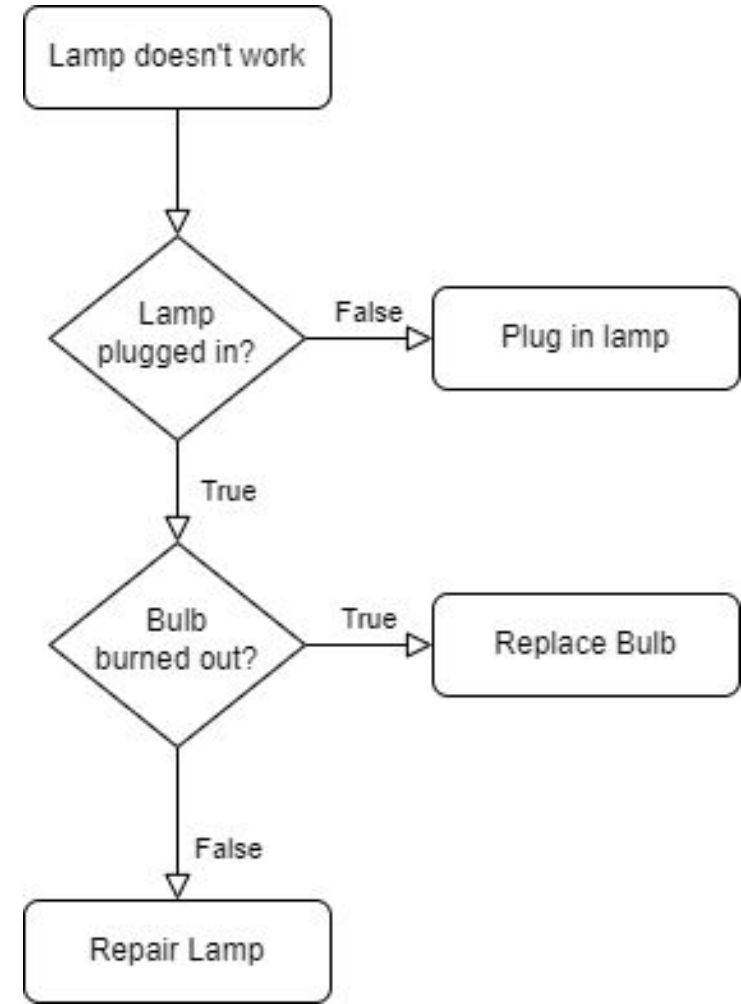 Lamp doesn't work
Lamp
plugged in?
False
Plug in lamp
True
Bulb
burned out?
True
Replace Bulb
False
Repair Lamp